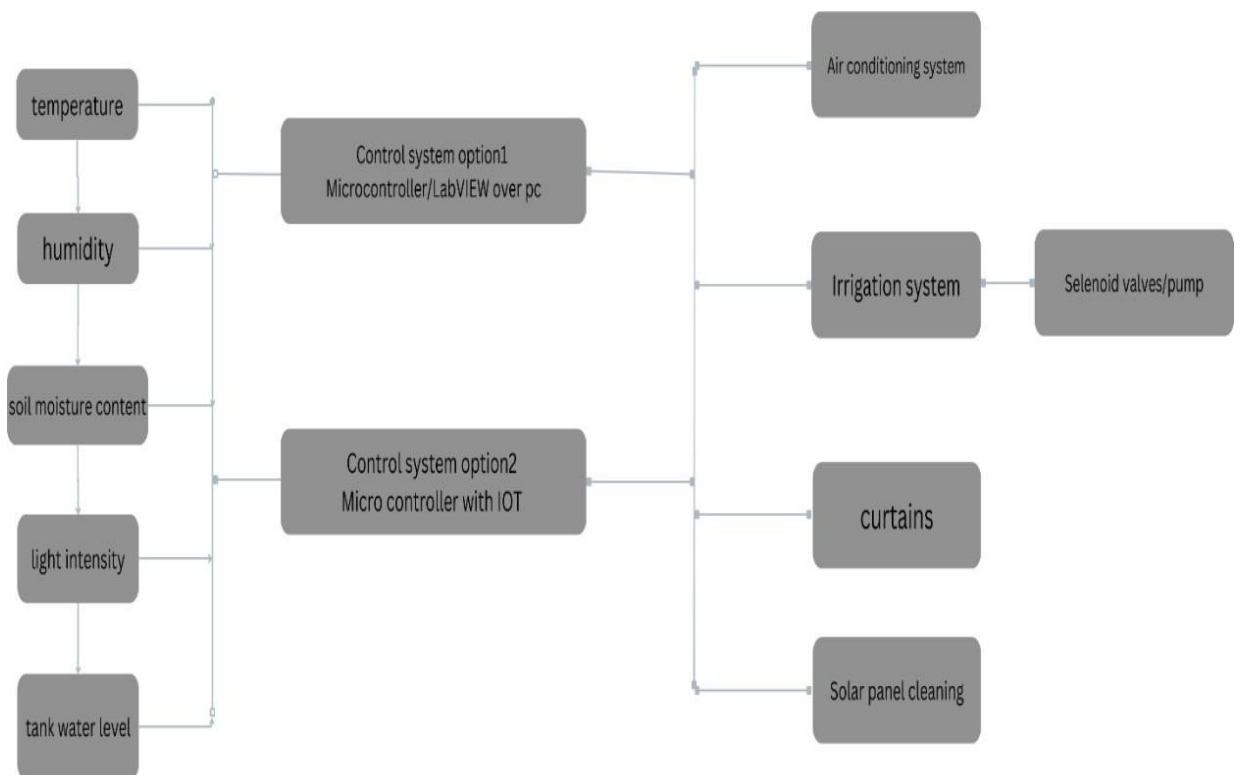 temperature
humidity
soil moisture content
light intensity
tank water level
Control system option1
Microcontroller/LabVIEW over pc
Control system option2
Micro controller with IOT
Air conditioning system
Irrigation system
Selenoid valves/pump
curtains
Solar panel cleaning